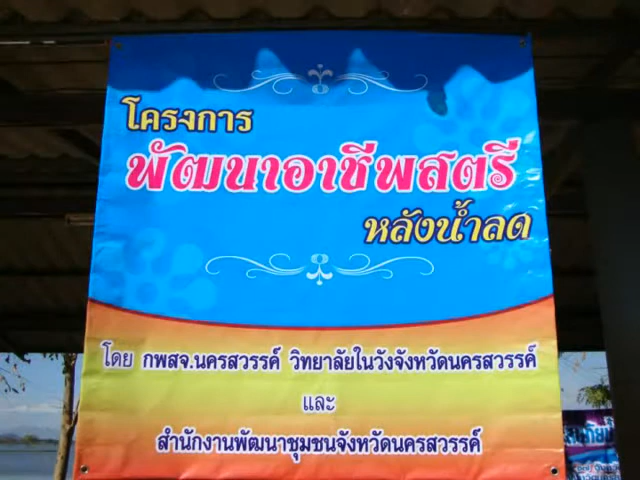 โครงการ
พัฒนาอาชีพสตรี
หลังน้ำลด
โดย กพสจ.นครสวรรค์ วิทยาลัยในวังจังหวัดนครสวรรค์
และ
สำนักงานพัฒนาชุมชนจังหวัดนครสวรรค์